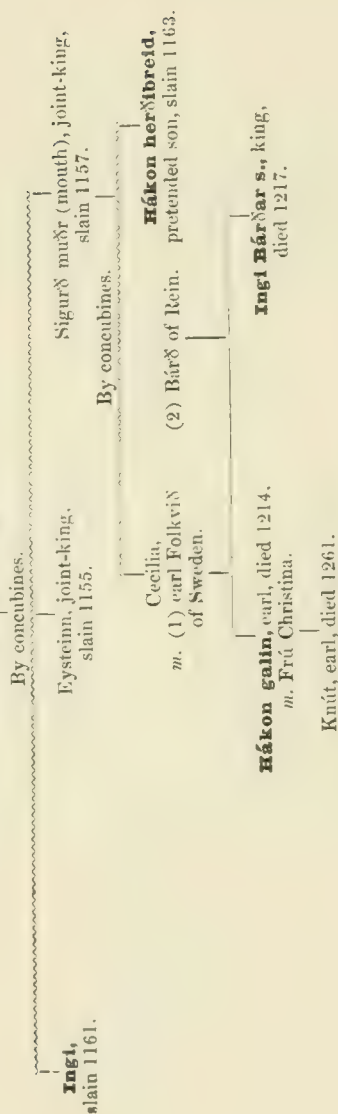 By concubines.
Ingi,
slain 1161.
Eysteinn, joint-king,
slain 1155.
Sigurð muðr (mouth), joint-king,
slain 1157.
By concubines.
Cecilia,
m. (1) earl Folkvið
of Sweden.
(2) Bárð of Rein.
Hákon herðibreid,
pretended son, slain 1163.
Hákon galin, earl, died 1214.
m. Frú Christina.
Ingi Bárðar s., king,
died 1217.
Knút, earl, died 1261.